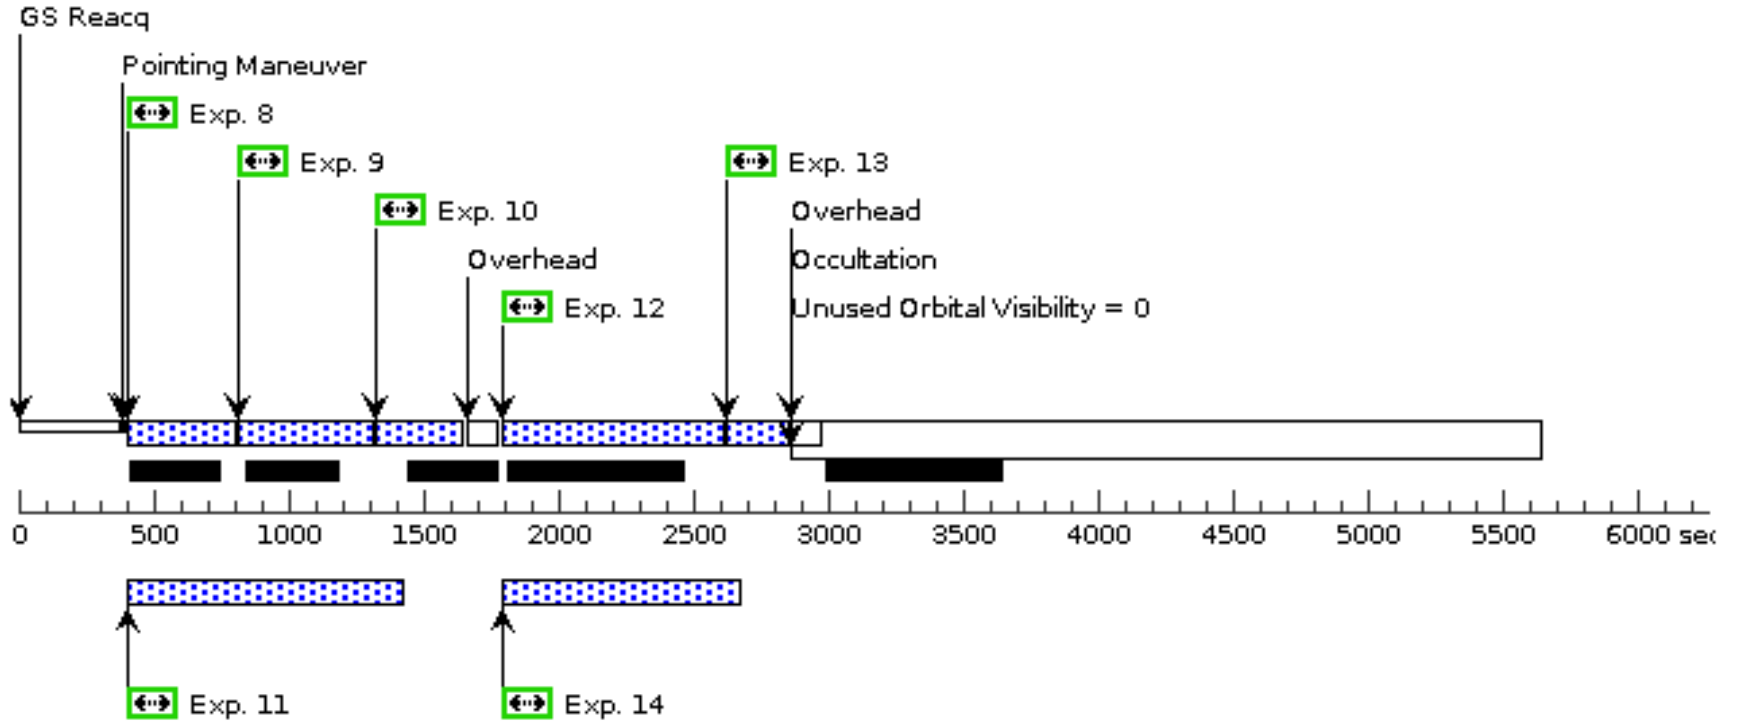 GS Reacq
Pointing Maneuver
Exp. 8
Exp. 9
Exp. 13
Exp. 10
Overhead
Overhead
Occultation
Exp. 12
Unused Orbital Visibility = 0
0 500 1000 1500 2000 2500 3000 3500 4000 4500 5000 5500 6000 sec
Exp. 11
Exp. 14